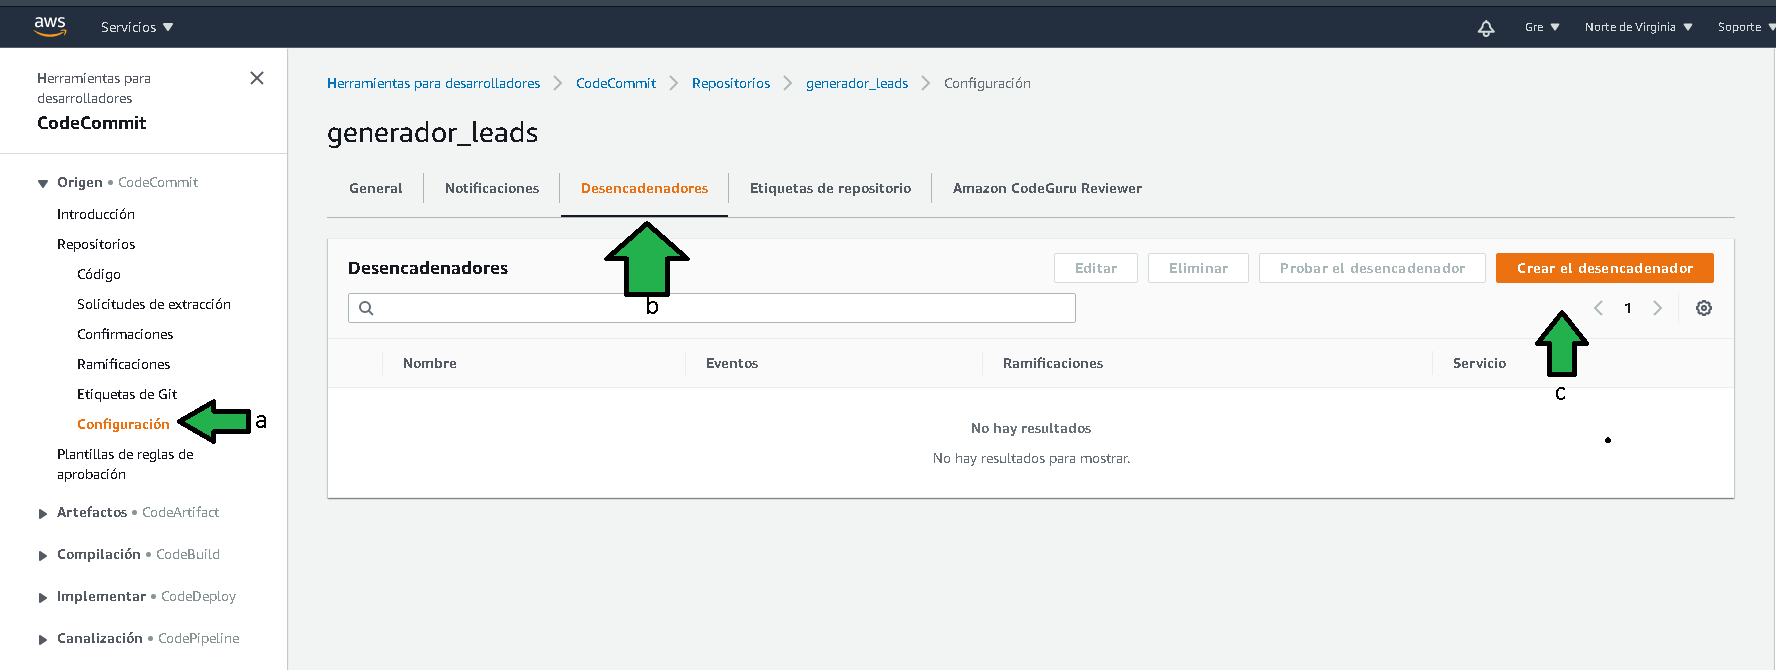 aws Servicios Gre Norte de Virginia Soporte
Herramientas para
desarrolladores
CodeCommit
Origen • CodeCommit
Introducción
Repositorios
Código
Solicitudes de extracción
Confirmaciones
Ramificaciones
Etiquetas de Git
Configuración
a
Plantillas de reglas de
aprobación
Artefactos • CodeArtifact
Compilación • CodeBuild
Implementar • CodeDeploy
Canalización • CodePipeline
Herramientas para desarrolladores > CodeCommit > Repositorios > generador_leads > Configuración
generador_leads
General Notificaciones Desencadenadores Etiquetas de repositorio Amazon CodeGuru Reviewer
Desencadenadores Editar Eliminar Probar el desencadenador Crear el desencadenador
b
1
Nombre Eventos Ramificaciones Servicio
c
No hay resultados
No hay resultados para mostrar.